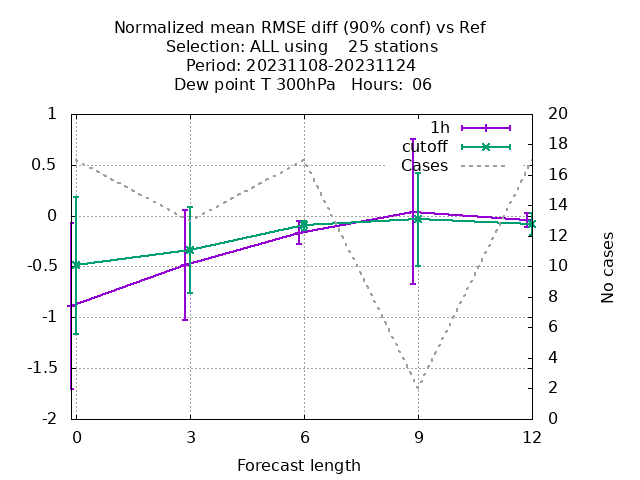 Normalized mean RMSE diff (90% conf) vs Ref
Selection: ALL using    25 stations
Period: 20231108-20231124
Dew point T 300hPa   Hours: 06
1h
cutoff
Cases
1
0.5
0
-0.5
-1
-1.5
-2
20
18
16
14
12
10
8
6
4
2
0
No cases
0 3 6 9 12
Forecast length